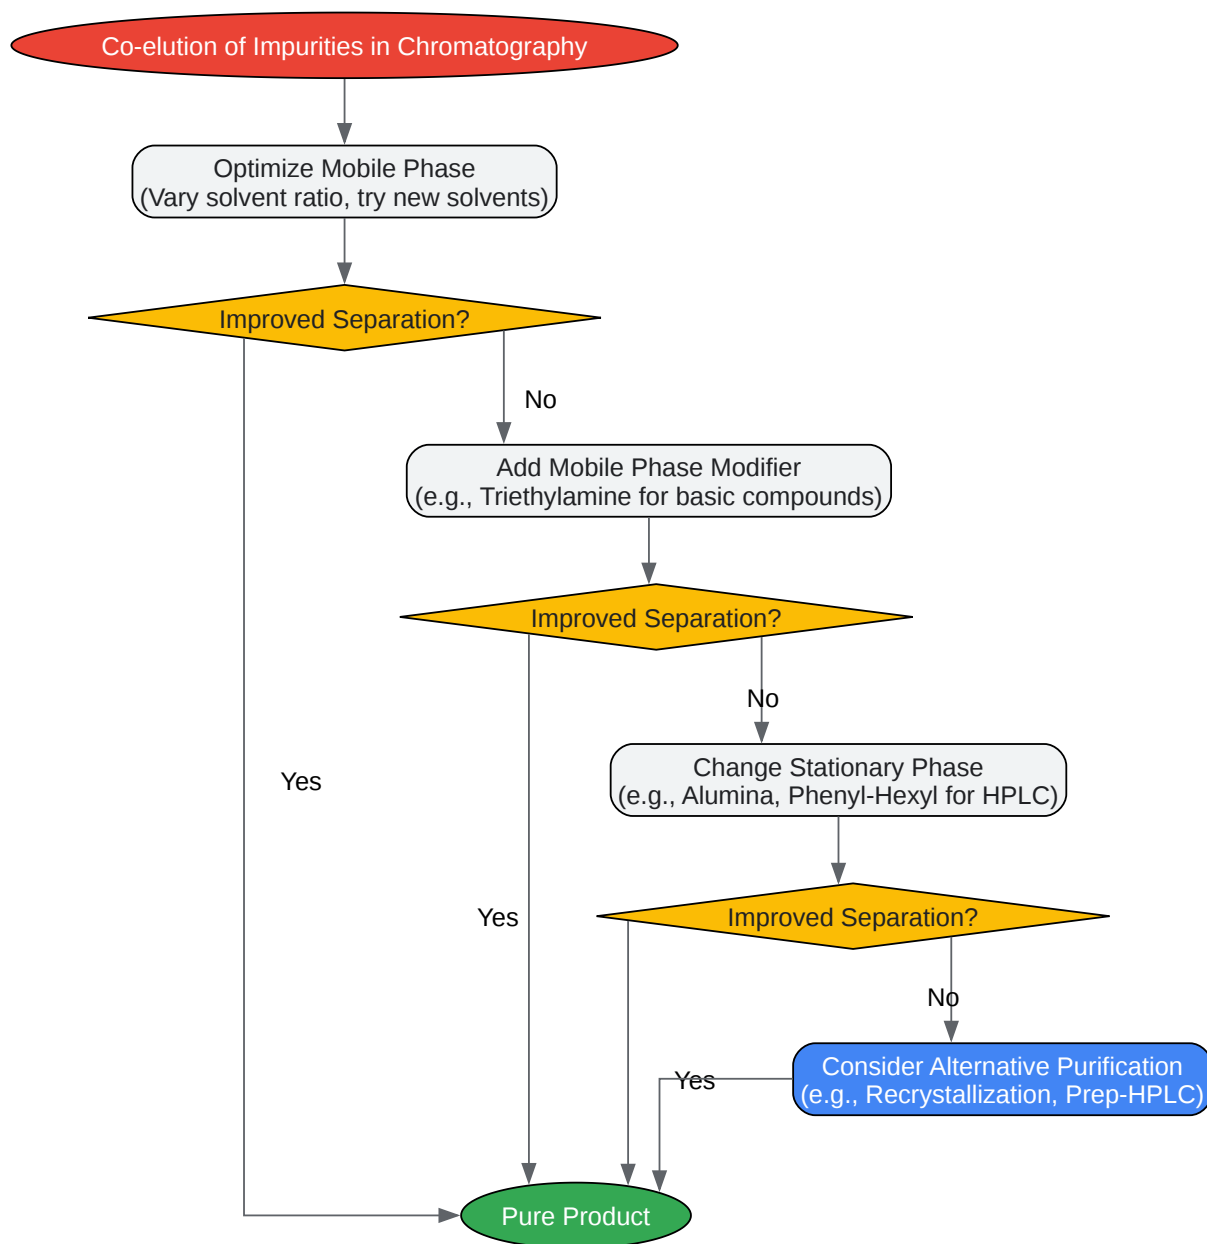 Co-elution of Impurities in Chromatography
Optimize Mobile Phase
(Vary solvent ratio, try new solvents)
Improved Separation?
No
Add Mobile Phase Modifier
(e.g., Triethylamine for basic compounds)
Improved Separation?
No
Yes
Change Stationary Phase
(e.g., Alumina, Phenyl-Hexyl for HPLC)
Yes
Improved Separation?
No
Consider Alternative Purification
(e.g., Recrystallization, Prep-HPLC)
Yes
Pure Product